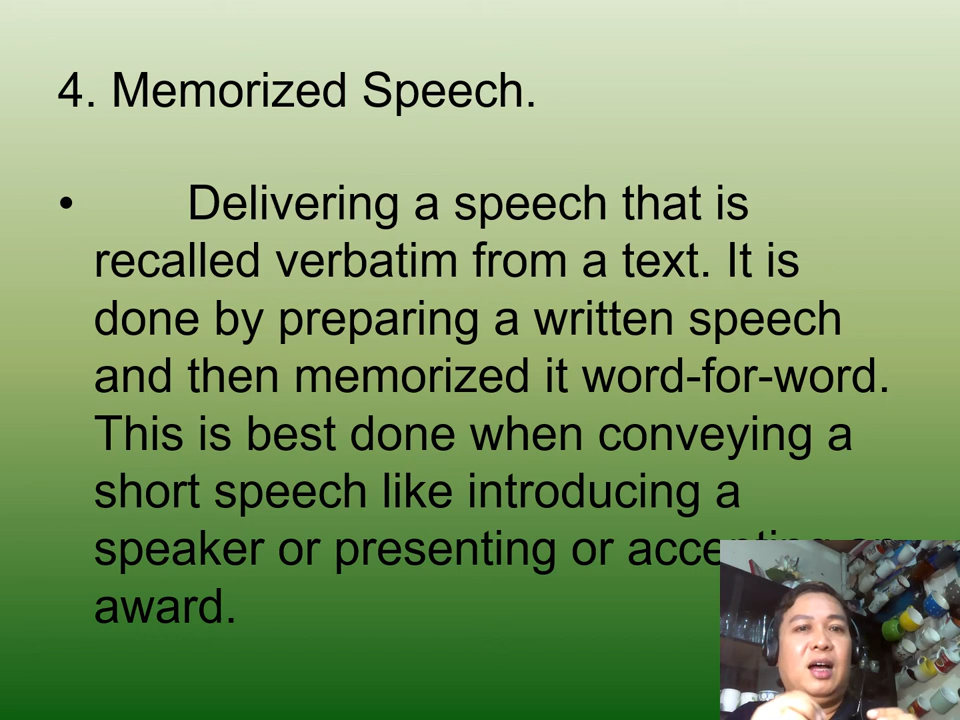 4. Memorized Speech.
• Delivering a speech that is
recalled verbatim from a text. It is
done by preparing a written speech
and then memorized it word-for-word.
This is best done when conveying a
short speech like introducing a
speaker or presenting or accepting an
award.